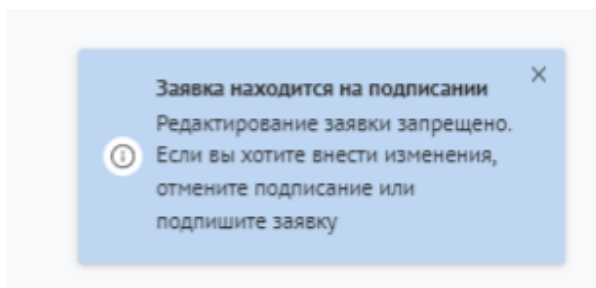 Заявка находится на подписании
Редактирование заявки запрещено.
Если вы хотите внести изменения,
отмените подписание или
подпишите заявку